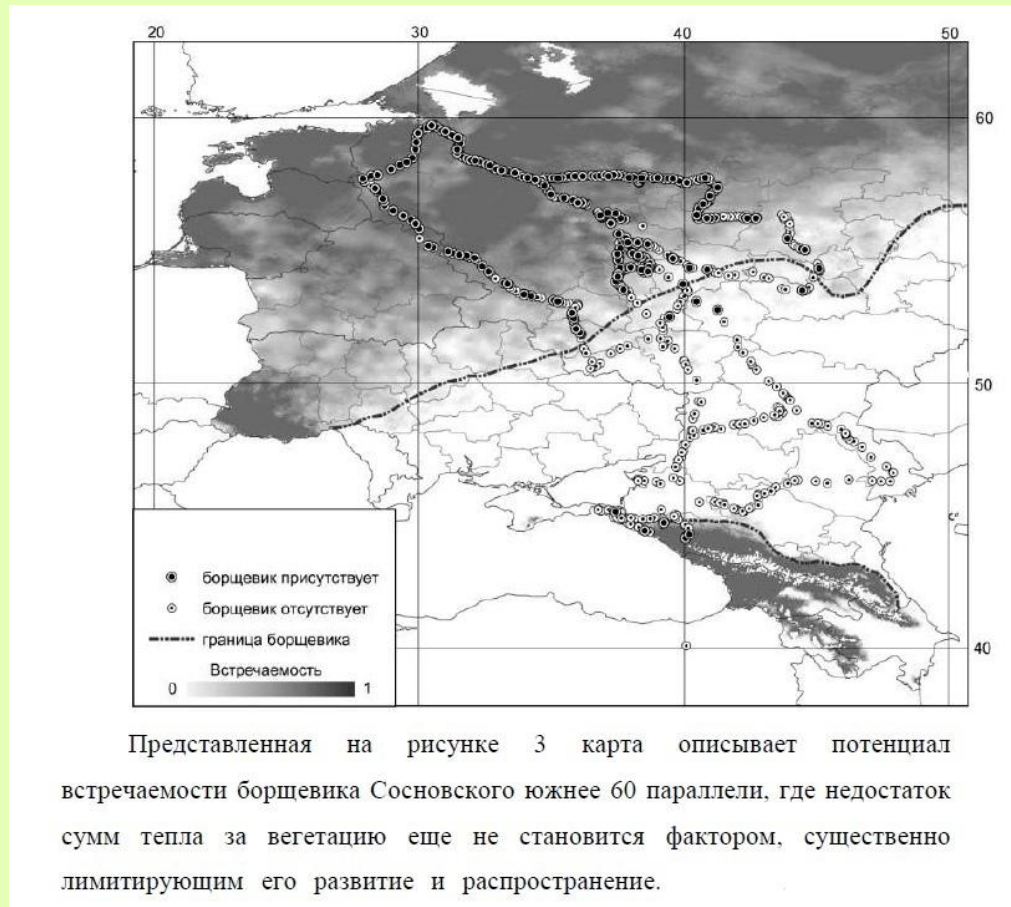 20 30 40 50
60
50
40
борщевик присутствует
борщевик отсутствует
граница борщевика
Встречаемость
0 1
Представленная на рисунке 3 карта описывает потенциал
встречаемости борщевика Сосновского южнее 60 параллели, где недостаток
сумм тепла за вегетацию еще не становится фактором, существенно
лимитирующим его развитие и распространение.